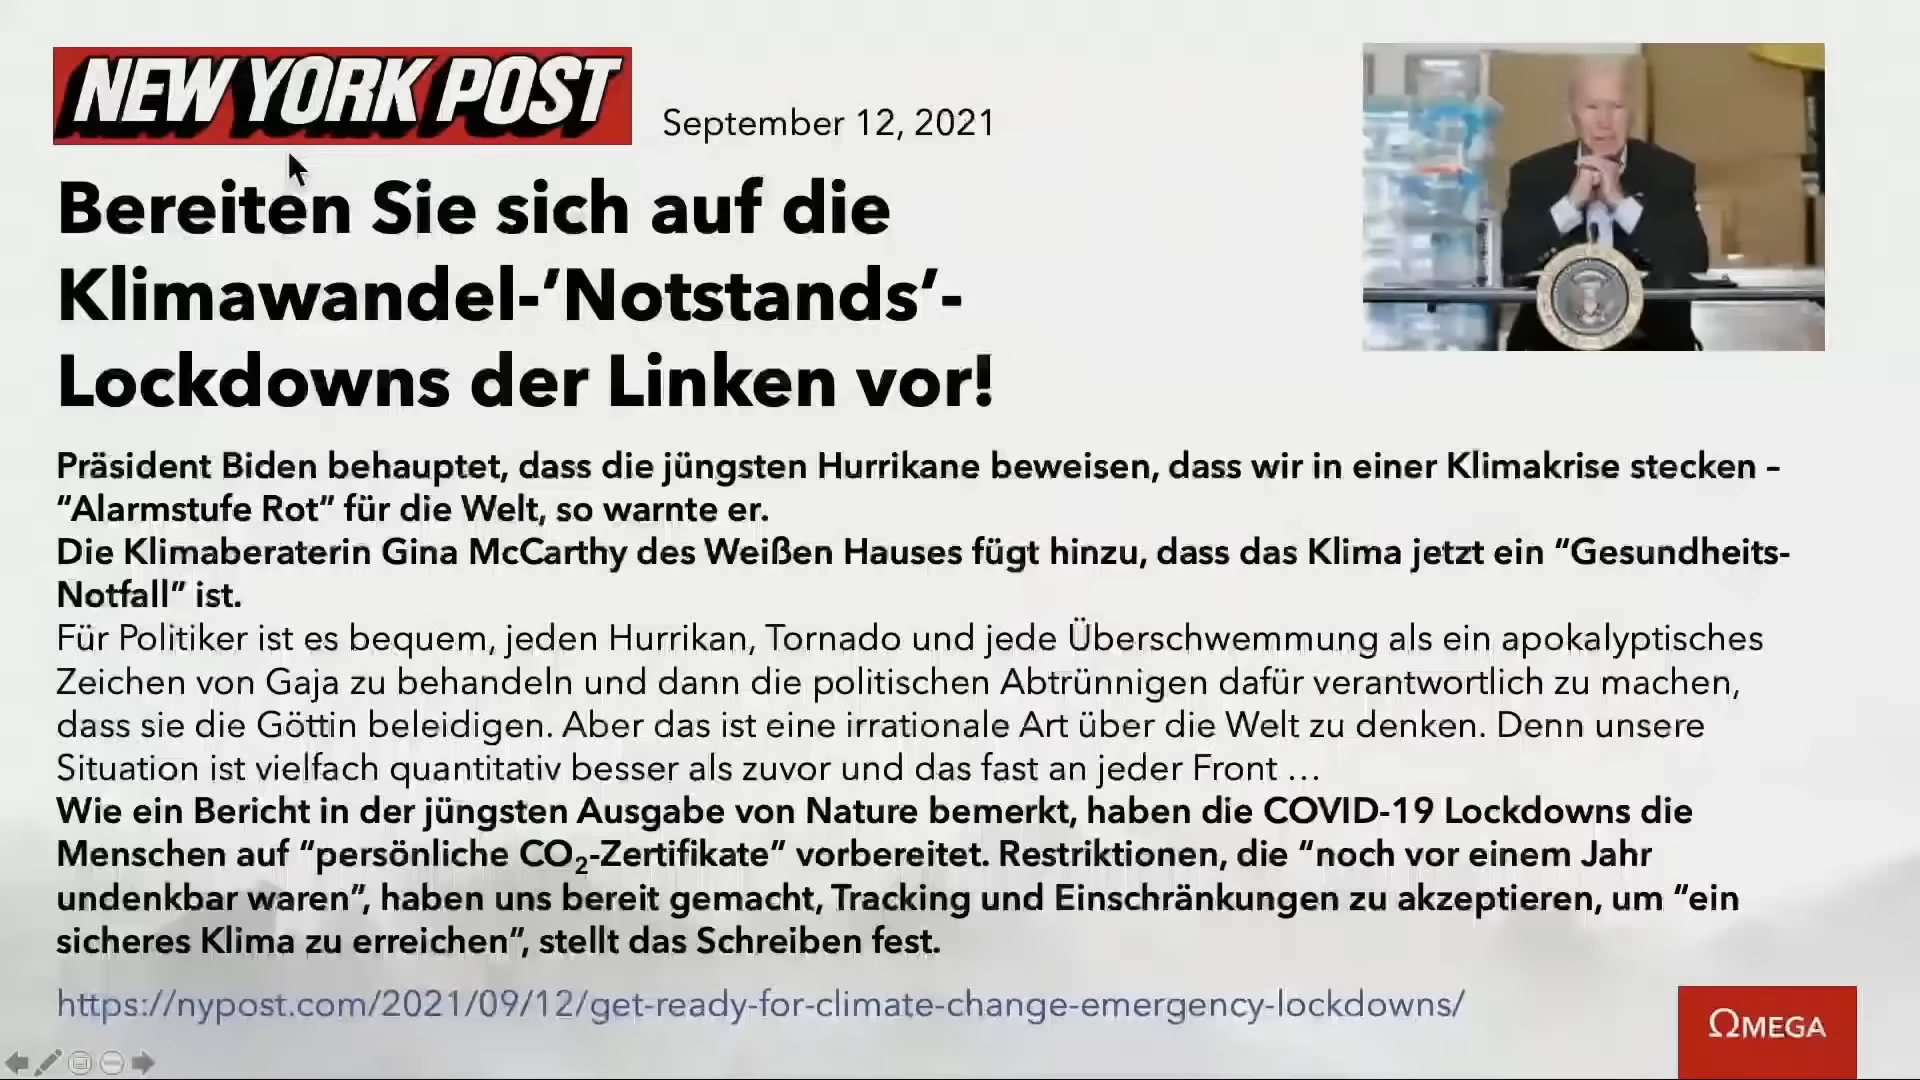 NEW YORK POST
September 12, 2021
Bereiten Sie sich auf die
Klimawandel-’Notstands’-
Lockdowns der Linken vor!
Präsident Biden behauptet, dass die jüngsten Hurrikane beweisen, dass wir in einer Klimakrise stecken –
“Alarmstufe Rot” für die Welt, so warnte er.
Die Klimaberaterin Gina McCarthy des Weißen Hauses fügt hinzu, dass das Klima jetzt ein “Gesundheits-
Notfall” ist.
Für Politiker ist es bequem, jeden Hurrikan, Tornado und jede Überschwemmung als ein apokalyptisches
Zeichen von Gaja zu behandeln und dann die politischen Abtrünnigen dafür verantwortlich zu machen,
dass sie die Göttin beleidigen. Aber das ist eine irrationale Art über die Welt zu denken. Denn unsere
Situation ist vielfach quantitativ besser als zuvor und das fast an jeder Front …
Wie ein Bericht in der jüngsten Ausgabe von Nature bemerkt, haben die COVID-19 Lockdowns die
Menschen auf “persönliche CO₂-Zertifikate” vorbereitet. Restriktionen, die “noch vor einem Jahr
undenkbar waren”, haben uns bereit gemacht, Tracking und Einschränkungen zu akzeptieren, um “ein
sicheres Klima zu erreichen”, stellt das Schreiben fest.
https://nypost.com/2021/09/12/get-ready-for-climate-change-emergency-lockdowns/
ΩMEGA